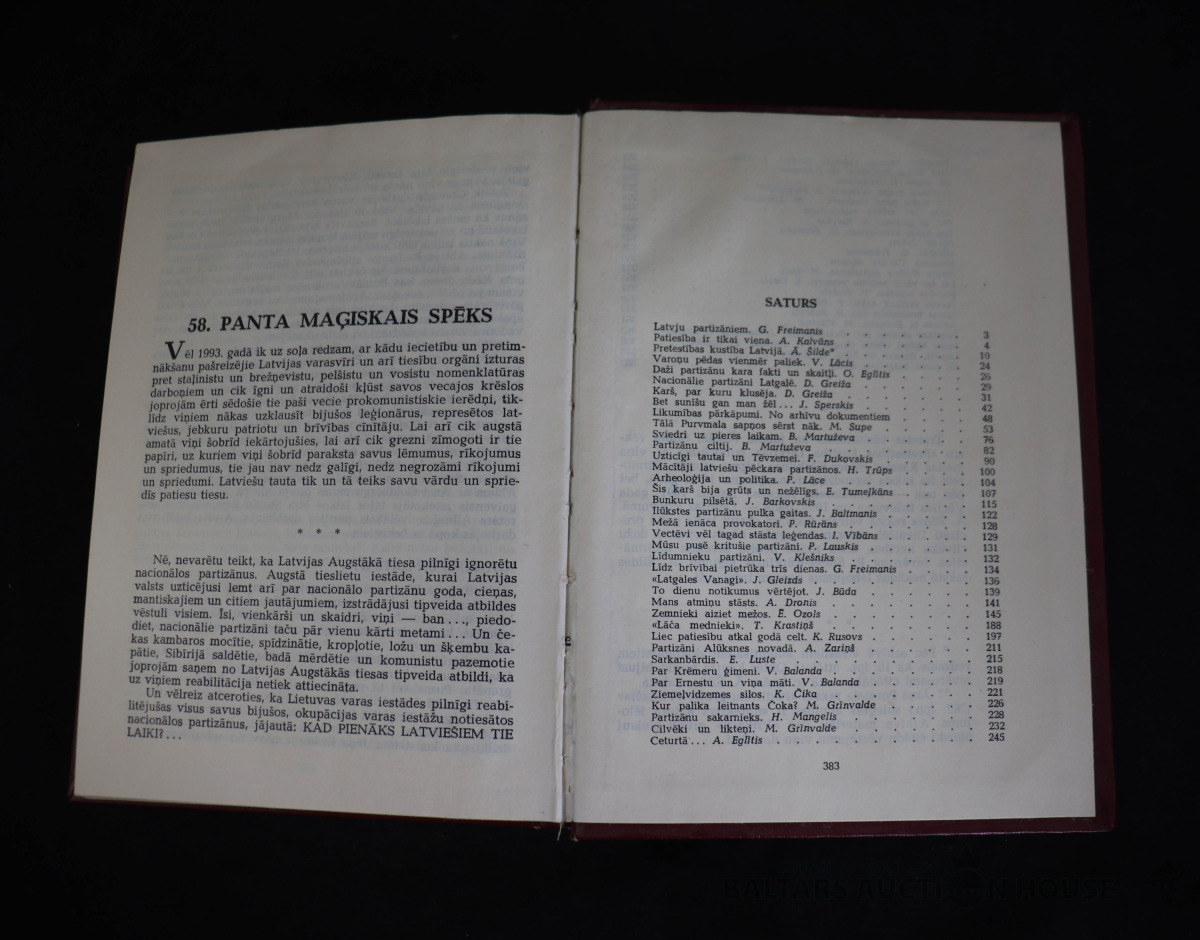 58. PANTA MAĢISKAIS SPĒKS
Vēl 1993. gadā ik uz soļa redzam, ar kādu iecietību un pretim-
nākšanu pašreizējie Latvijas varasvīri un arī tiesību orgāni izturas
pret staļinistu un brežņevistu, pelšistu un vosistu nomenklatūras
darboņiem un cik īgni un atraidoši kļūst savos vecajos krēslos
joprojām ērti sēdošie tie paši vecie prokomunistiskie ierēdņi, tik-
līdz viņiem nākas uzklausīt bijušos leģionārus, represētos lat-
viešus, jebkuru patriotu un brīvības cīnītāju. Lai arī cik augstā
amatā viņi šobrīd iekārtojušies, lai arī cik grezni zīmogoti ir tie
papīri, uz kuriem viņi šobrīd paraksta savus lēmumus, rīkojumus
un spriedumus, tie jau nav nedz galīgi, nedz negrozāmi rīkojumi
un spriedumi. Latviešu tauta tik un tā teiks savu vārdu un sprie-
dīs patiesu tiesu.
* * *
Nē, nevarētu teikt, ka Latvijas Augstākā tiesa pilnīgi ignorētu
nacionālos partizānus. Augstā tieslietu iestāde, kurai Latvijas
valsts uzticējusi lemt arī par nacionālo partizānu goda, cieņas,
mantiskajiem un citiem jautājumiem, izstrādājusi tipveida atbildes
vēstuli visiem. Īsi, vienkārši un skaidri, viņi — ban..., piedo-
diet, nacionālie partizāni taču pār vienu kārti metami... Un če-
kas kambaros mocītie, spīdzinātie, kropļotie, ložu un šķembu ka-
pātie, Sibīrijā saldētie, badā mērdētie un komunistu pazemotie
joprojām saņem no Latvijas Augstākās tiesas tipveida atbildi, ka
uz viņiem reabilitācija netiek attiecināta.
Un vēlreiz atceroties, ka Lietuvas varas iestādes pilnīgi reabi-
litējušas visus savus bijušos, okupācijas varas iestāžu notiesātos
nacionālos partizānus, jājautā: KAD PIENĀKS LATVIEŠIEM TIE
LAIKI?...
SATURS
Latvju partizāniem. G. Freimanis . . . . . . 3
Patiesība ir tikai viena. A. Kalvāns . . . . . . 4
Pretestības kustība Latvijā. Ā. Šilde* . . . . . . 10
Varoņu pēdas vienmēr paliek. V. Lācis . . . . . . 24
Daži partizānu kara fakti un skaitļi. O. Eglītis . . . . 26
Nacionālie partizāni Latgalē. D. Greiža . . . . . 29
Karš, par kuru klusēja. D. Greiža . . . . . . 31
Bet sunīšu gan man žēl... J. Sperskis . . . . . 42
Likumības pārkāpumi. No arhīvu dokumentiem . . . . 48
Tālā Purvmala sapņos sērst nāk. M. Supe . . . . . 53
Sviedri uz pieres laikam. B. Martuževa . . . . . 76
Partizānu ciltij. B. Martuževa . . . . . . . 82
Uzticīgi tautai un Tēvzemei. F. Dukovskis . . . . . 90
Mācītāji latviešu pēckara partizānos. H. Trūps . . . . 100
Arheoloģija un politika. P. Lāce . . . . . . 104
Šis karš bija grūts un nežēlīgs. E. Tumeļkāns . . . . 107
Bunkuru pilsētā. J. Barkovskis . . . . . . . 115
Ilūkstes partizānu pulka gaitas. J. Baltmanis . . . . 122
Mežā ienāca provokatori. P. Rūrāns . . . . . . 128
Vectēvi vēl tagad stāsta leģendas. I. Vībāns . . . . 129
Mūsu pusē kritušie partizāni. P. Lauskis . . . . . 131
Līdumnieku partizāni. V. Klešniks . . . . . . 132
Līdz brīvībai pietrūka trīs dienas. G. Freimanis . . . . 134
«Latgales Vanagi». J. Gleizds . . . . . . . 136
To dienu notikumus vērtējot. J. Būda . . . . . . 139
Mans atmiņu stāsts. A. Dronis . . . . . . . 141
Zemnieki aiziet mežos. Ē. Ozols . . . . . . . 145
«Lāča mednieki». T. Krastiņš . . . . . . . 188
Liec patiesību atkal godā celt. K. Rusovs . . . . . 197
Partizāni Alūksnes novadā. A. Zariņš . . . . . . 211
Sarkanbārdis. E. Luste . . . . . . . . 215
Par Krēmeru ģimeni. V. Balanda . . . . . . . 218
Par Ernestu un viņa māti. V. Balanda . . . . . . 219
Ziemeļvidzemes silos. K. Čika . . . . . . . 221
Kur palika leitnants Čoka? M. Grīnvalde . . . . . 226
Partizānu sakarnieks. H. Mangelis . . . . . . 228
Cilvēki un likteņi. M. Grīnvalde . . . . . . . 232
Ceturtā... A. Eglītis . . . . . . . . . 245
383
BALTARS AUCTION HOUSE